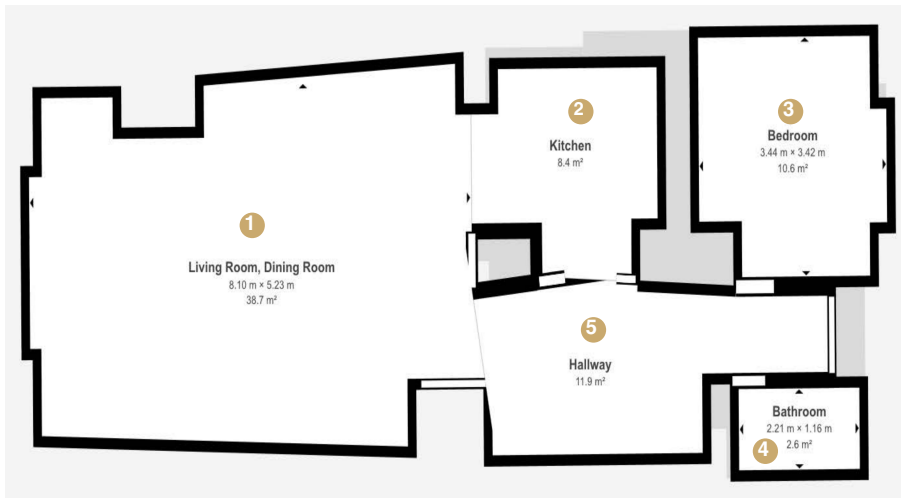 1
Living Room, Dining Room
8.10 m × 5.23 m
38.7 m²
2
Kitchen
8.4 m²
3
Bedroom
3.44 m × 3.42 m
10.6 m²
5
Hallway
11.9 m²
Bathroom
2.21 m × 1.16 m
2.6 m²
4